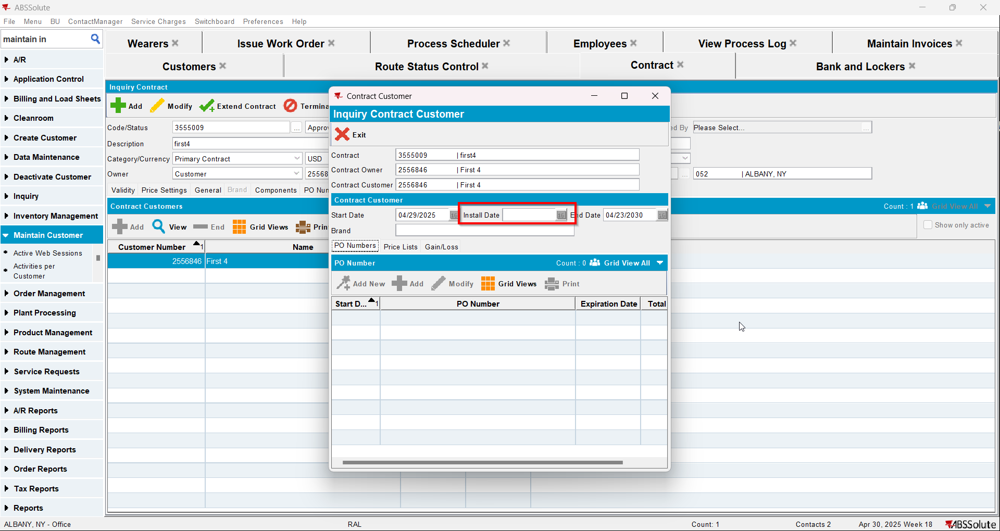 ABSSolute
File Menu BU ContactManager Service Charges Switchboard Preferences Help
maintain in
Wearers Issue Work Order Process Scheduler Employees View Process Log Maintain Invoices
Customers Route Status Control Contract Bank and Lockers
A/R
Application Control
Billing and Load Sheets
Cleanroom
Create Customer
Data Maintenance
Deactivate Customer
Inquiry
Inventory Management
Maintain Customer
Active Web Sessions
Activities per
Customer
Order Management
Plant Processing
Product Management
Route Management
Service Requests
System Maintenance
A/R Reports
Billing Reports
Delivery Reports
Order Reports
Tax Reports
Reports
Inquiry Contract
Add Modify Extend Contract Termina
Code/Status 3555009 ... Approv ed By Please Select... ...
Description first4
Category/Currency Primary Contract USD
Owner Customer 25568 ... 052 | ALBANY, NY
Validity Price Settings General Brand Components PO Num
Contract Customers Count : 1 Grid View All
Add View End Grid Views Print Show only active
Customer Number 1 Name
2556846 First 4
Contract Customer
Inquiry Contract Customer
Exit
Contract 3555009 | first4
Contract Owner 2556846 | First 4
Contract Customer 2556846 | First 4
Contract Customer
Start Date 04/29/2025 16 Install Date 16 End Date 04/23/2030 16
Brand
PO Numbers Price Lists Gain/Loss
PO Number Count : 0 Grid View All
Add New Add Modify Grid Views Print
Start D... 1 PO Number Expiration Date Total
ALBANY, NY - Office RAL Count: 1 Contacts 2 Apr 30, 2025 Week 18 ABSSolute